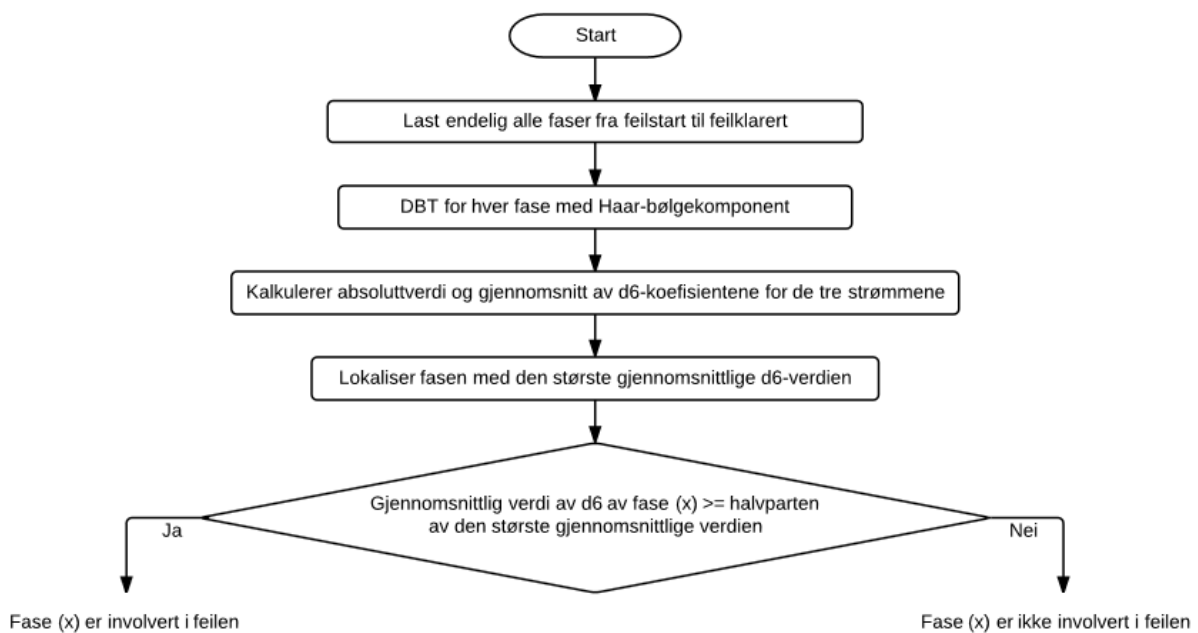 Start
Last endelig alle faser fra feilstart til feilklarert
DBT for hver fase med Haar-bølgekomponent
Kalkulerer absoluttverdi og gjennomsnitt av d6-koefisientene for de tre strømmene
Lokaliser fasen med den største gjennomsnittlige d6-verdien
Gjennomsnittlig verdi av d6 av fase (x) >= halvparten
av den største gjennomsnittlige verdien
Ja
Nei
Fase (x) er involvert i feilen
Fase (x) er ikke involvert i feilen